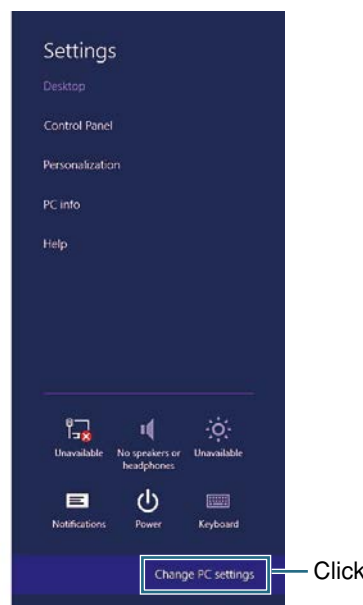 Settings
Desktop
Control Panel
Personalization
PC info
Help
Unavailable
No speakers or
headphones
Unavailable
Notifications
Power
Keyboard
Change PC settings
Click